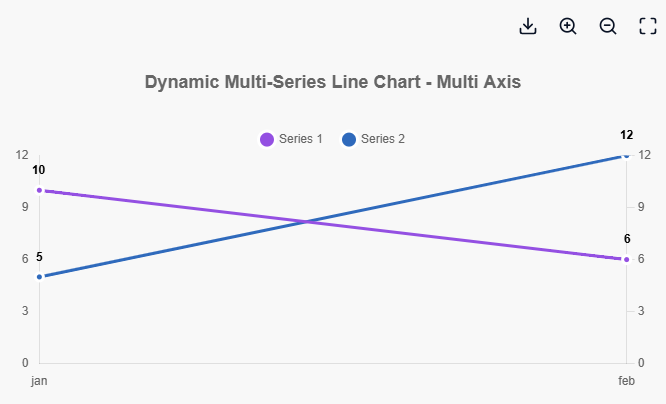 Dynamic Multi-Series Line Chart - Multi Axis
Series 1 Series 2
12 12 12
10
9 9
6 6 6
5
3 3
0 0
jan feb